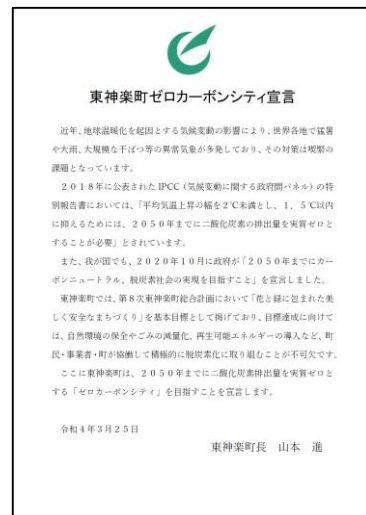 東神楽町ゼロカーボンシティ宣言
近年、地球温暖化を起因とする気候変動の影響により、世界各地で猛暑
や大雨、大規模な干ばつ等の異常気象が多発しており、その対策は喫緊の
課題となっています。
２０１８年に公表されたIPCC（気候変動に関する政府間パネル）の特
別報告書においては、「平均気温上昇の幅を２℃未満とし、１．５℃以内
に抑えるためには、２０５０年までに二酸化炭素の排出量を実質ゼロと
することが必要」とされています。
また、我が国でも、２０２０年１０月に政府が「２０５０年までにカー
ボンニュートラル、脱炭素社会の実現を目指すこと」を宣言しました。
東神楽町では、第８次東神楽町総合計画において「花と緑に包まれた美
しく安全なまちづくり」を基本目標として掲げており、目標達成に向けて
は、自然環境の保全やごみの減量化、再生可能エネルギーの導入など、町
民・事業者・町が協働して積極的に脱炭素化に取り組むことが不可欠です。
ここに東神楽町は、２０５０年までに二酸化炭素排出量を実質ゼロと
する「ゼロカーボンシティ」を目指すことを宣言します。
令和４年３月２５日
東神楽町長　山本　進